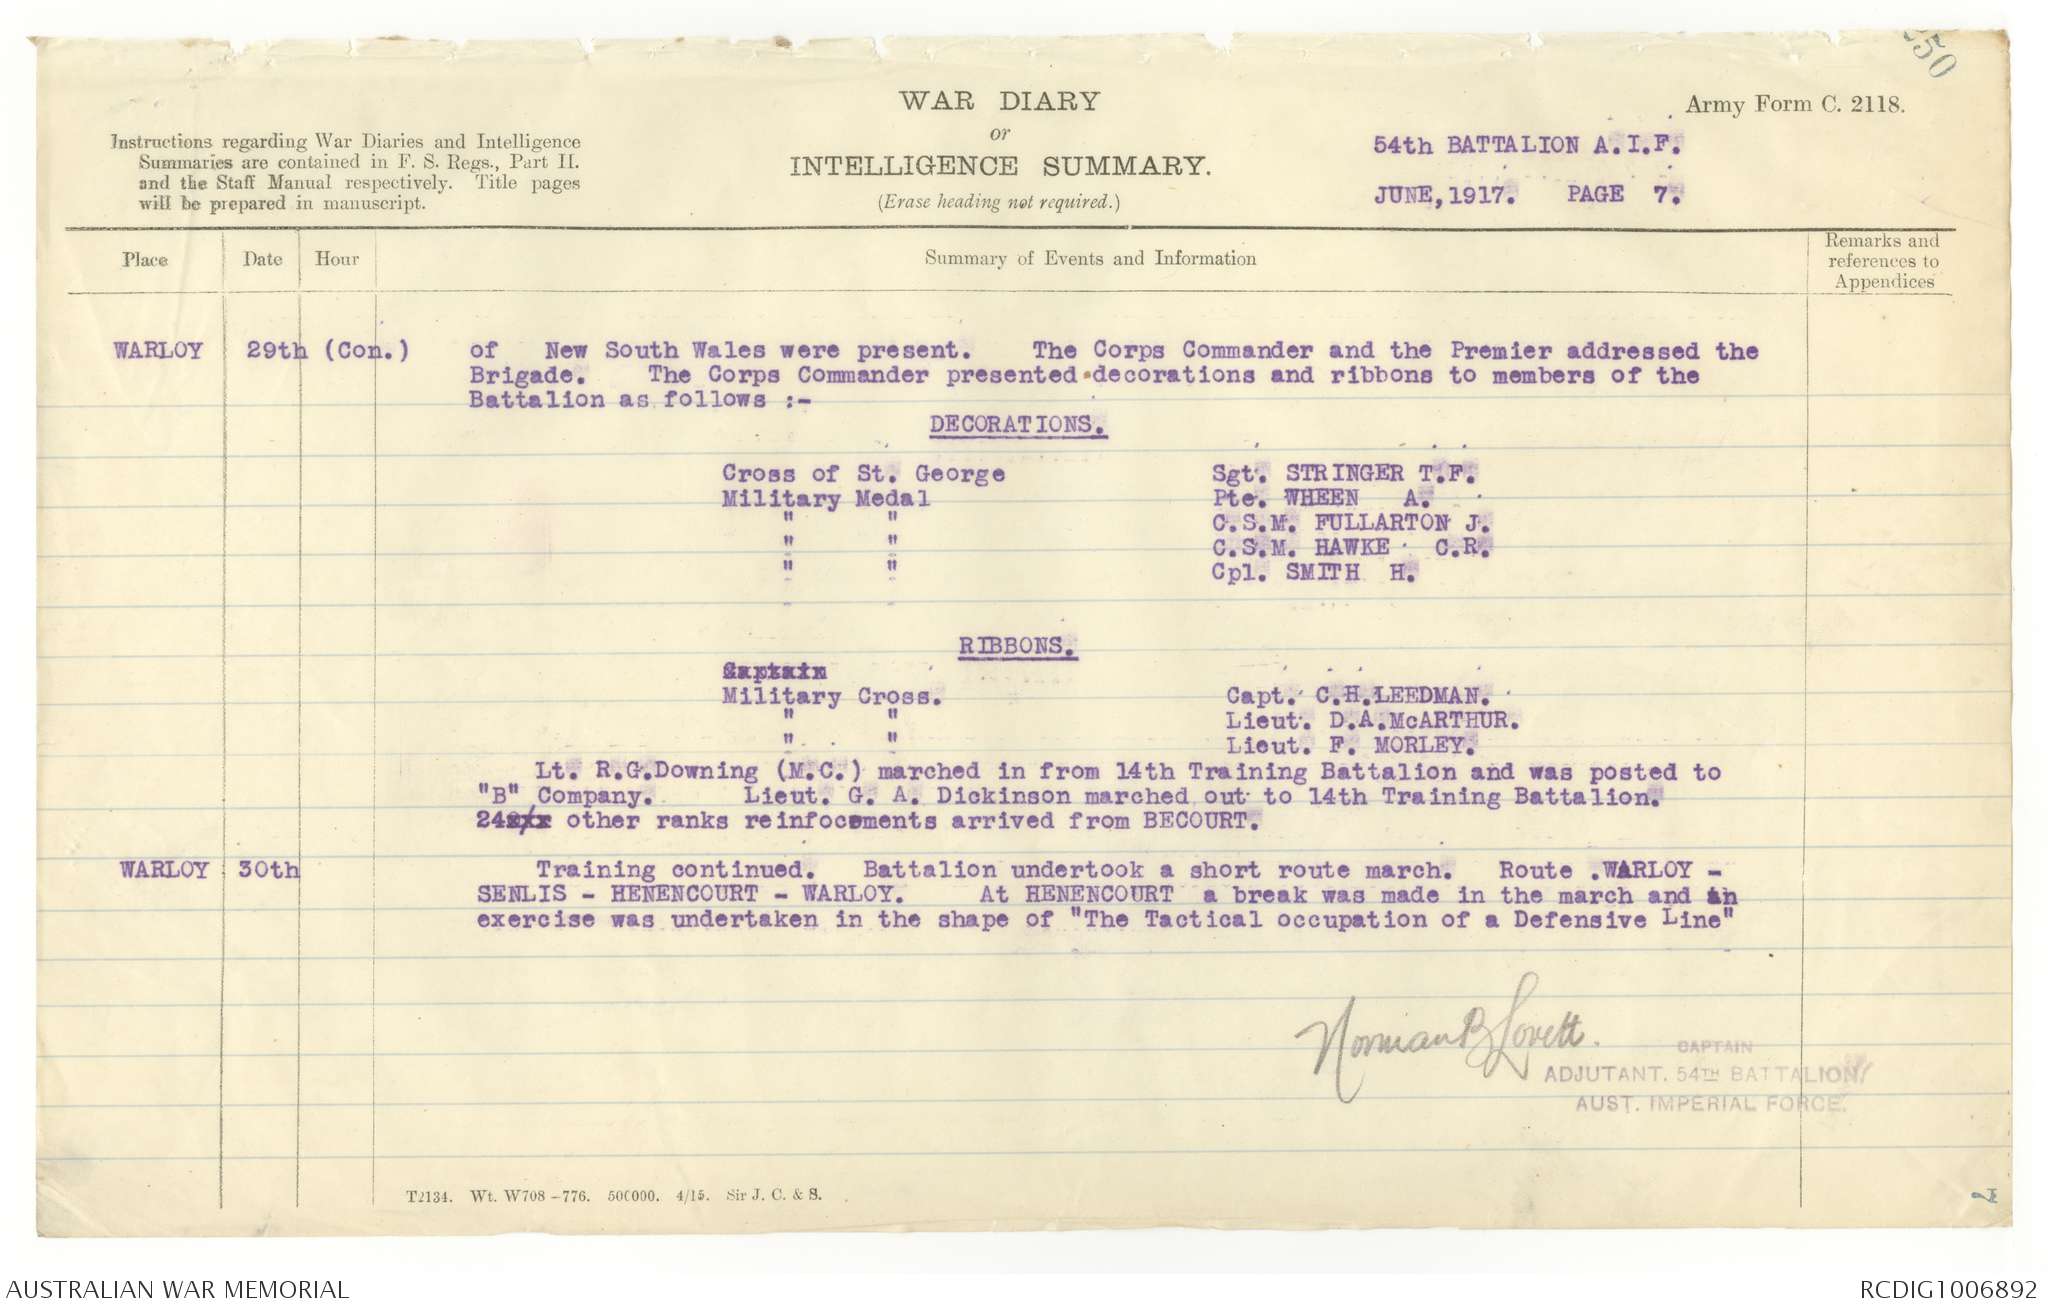 250
WAR DIARY
or
INTELLIGENCE SUMMARY.
(Erase heading not required.)
Army Form C. 2118.
Instructions regarding War Diaries and Intelligence
Summaries are contained in F. S. Regs., Part II.
and the Staff Manual respectively. Title pages
will be prepared in manuscript.
54th BATTALION A.I.F.
JUNE,1917. PAGE 7.
Place Date Hour Summary of Events and Information Remarks and references to Appendices
WARLOY 29th (Con.) of New South Wales were present. The Corps Commander and the Premier addressed the
Brigade. The Corps Commander presented decorations and ribbons to members of the
Battalion as follows :-
DECORATIONS.
Cross of St. George Sgt. STRINGER T.F.
Military Medal Pte. WHEEN A.
" " C.S.M. FULLARTON J.
" " C.S.M. HAWKE C.R.
" " Cpl. SMITH H.
RIBBONS.
Captain
Military Cross. Capt. C.H.LEEDMAN.
" " Lieut. D.A.McARTHUR.
" " Lieut. F. MORLEY.
Lt. R.G.Downing (M.C.) marched in from 14th Training Battalion and was posted to
"B" Company. Lieut. G. A. Dickinson marched out to 14th Training Battalion.
24 other ranks reinfocements arrived from BECOURT.
WARLOY 30th Training continued. Battalion undertook a short route march. Route .WARLOY -
SENLIS - HENENCOURT - WARLOY. At HENENCOURT a break was made in the march and an
exercise was undertaken in the shape of "The Tactical occupation of a Defensive Line"
Norman B Lovett.
CAPTAIN
ADJUTANT. 54TH BATTALION,
AUST. IMPERIAL FORCE.
T2134. Wt. W708-776. 500000. 4/15. Sir J. C. & S.
AUSTRALIAN WAR MEMORIAL
RCDIG1006892